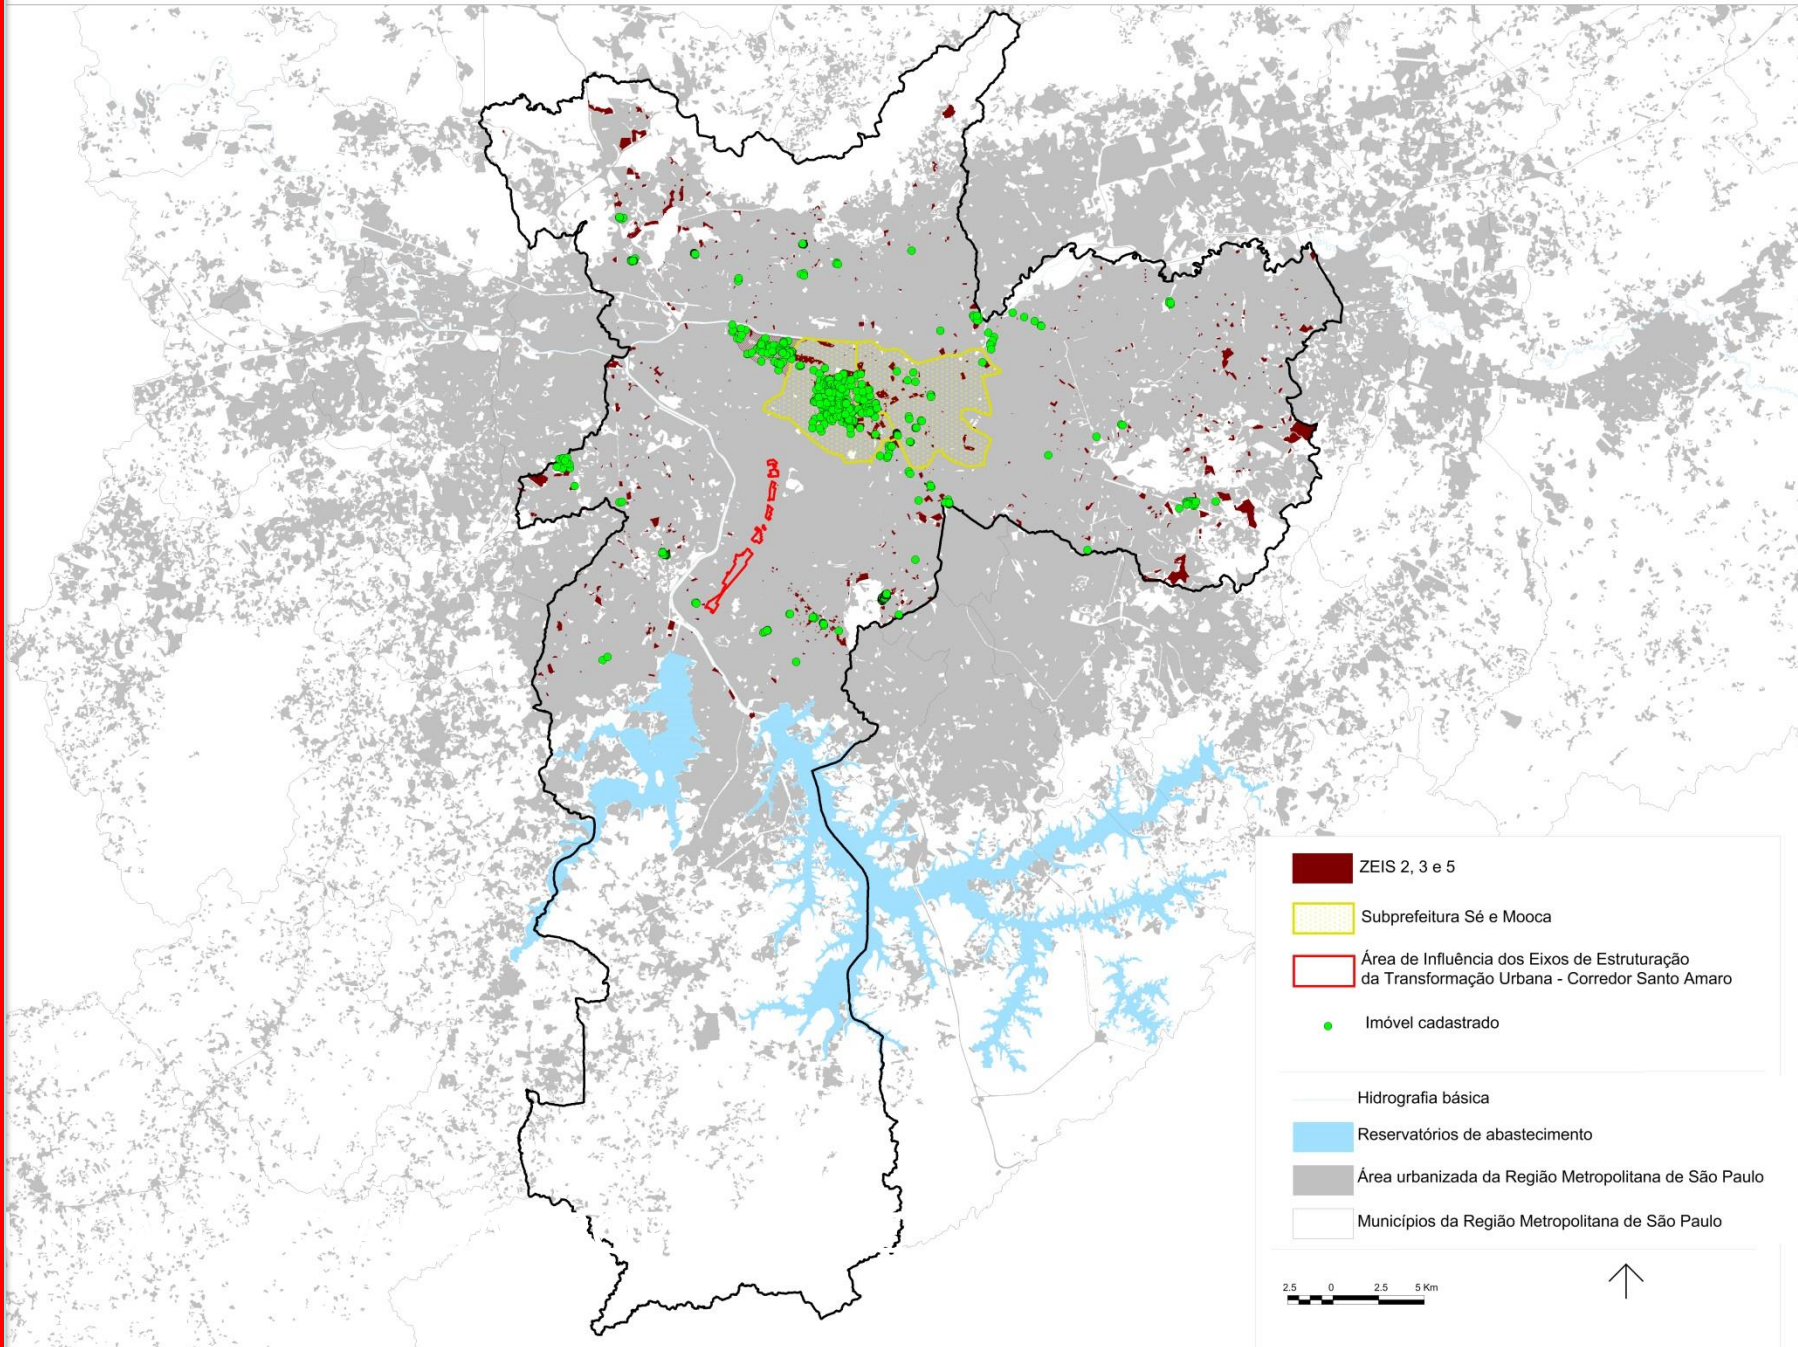 ZEIS 2, 3 e 5
Subprefeitura Sé e Mooca
Área de Influência dos Eixos de Estruturação
da Transformação Urbana - Corredor Santo Amaro
Imóvel cadastrado
Hidrografia básica
Reservatórios de abastecimento
Área urbanizada da Região Metropolitana de São Paulo
Municípios da Região Metropolitana de São Paulo
2.5 0 2.5 5 Km